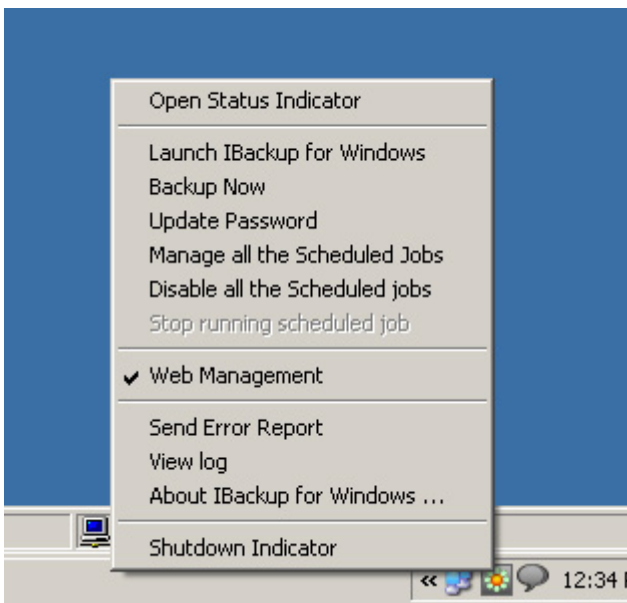 Open Status Indicator
Launch IBackup for Windows
Backup Now
Update Password
Manage all the Scheduled Jobs
Disable all the Scheduled jobs
Stop running scheduled job
Web Management
Send Error Report
View log
About IBackup for Windows ...
Shutdown Indicator
« 12:34